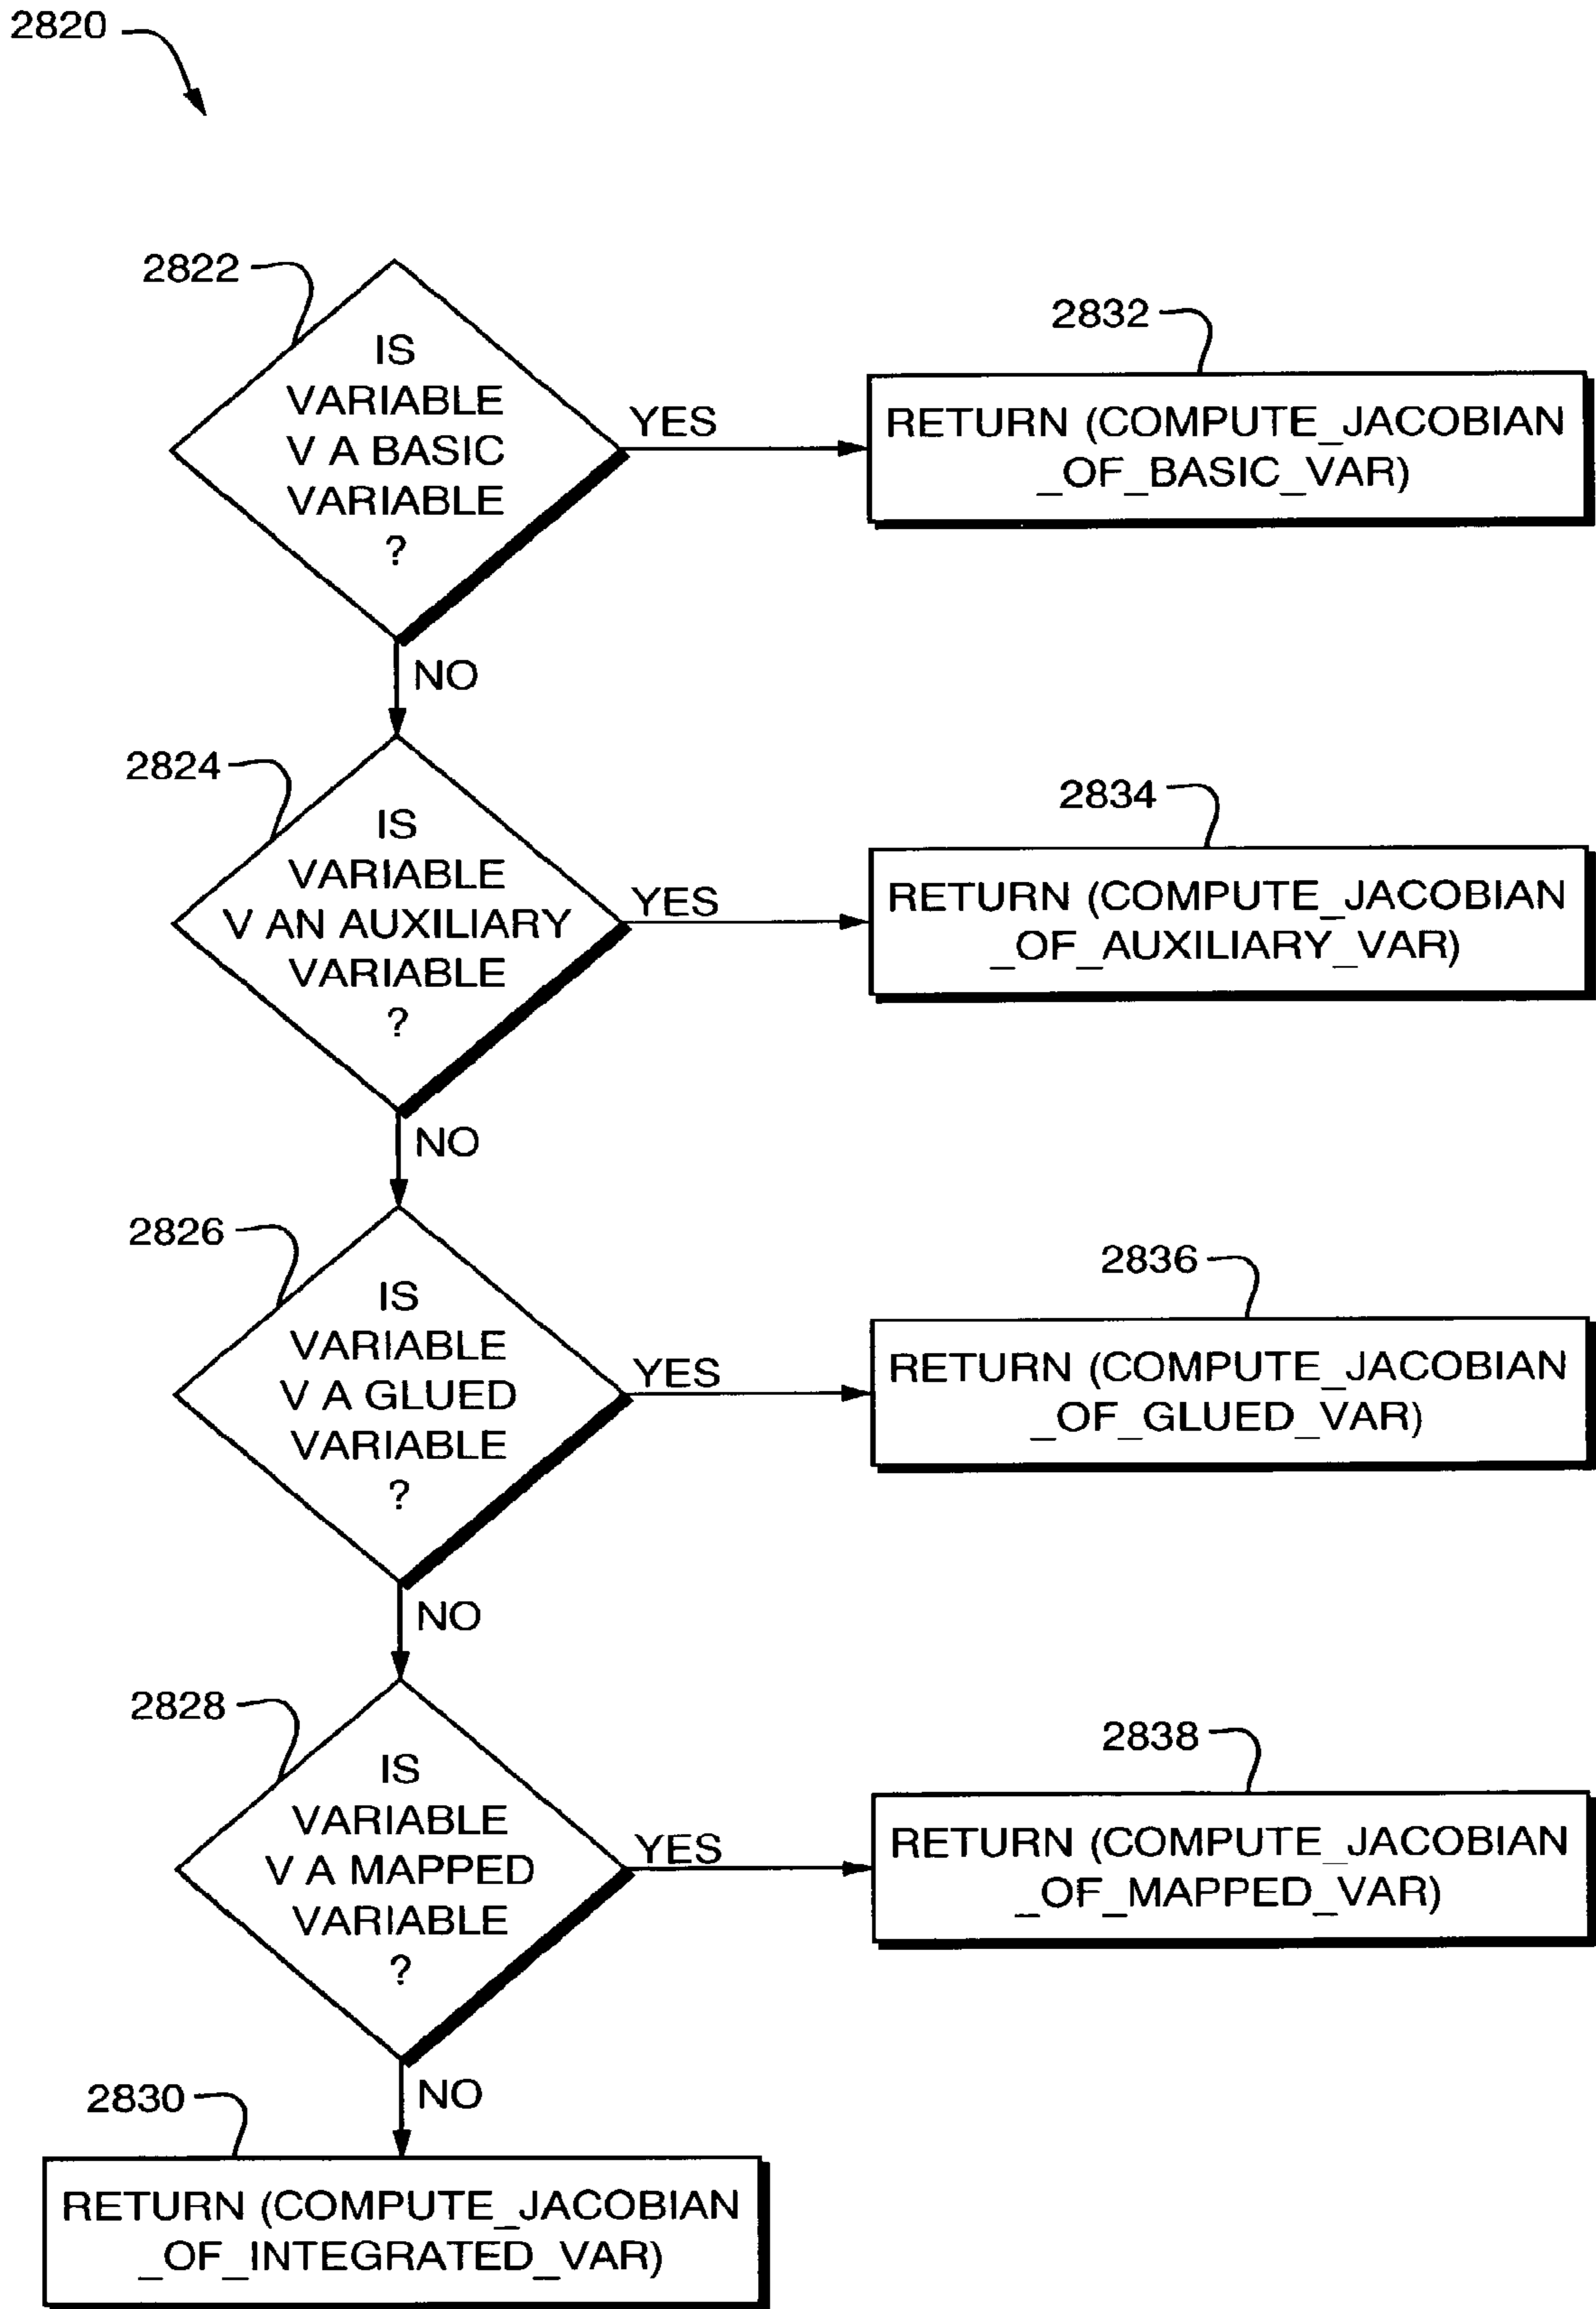 2820
2822
IS
VARIABLE
V A BASIC
VARIABLE
?
YES
2832
RETURN (COMPUTE_JACOBIAN
_OF_BASIC_VAR)
NO
2824
IS
VARIABLE
V AN AUXILIARY
VARIABLE
?
YES
2834
RETURN (COMPUTE_JACOBIAN
_OF_AUXILIARY_VAR)
NO
2826
IS
VARIABLE
V A GLUED
VARIABLE
?
YES
2836
RETURN (COMPUTE_JACOBIAN
_OF_GLUED_VAR)
NO
2828
IS
VARIABLE
V A MAPPED
VARIABLE
?
YES
2838
RETURN (COMPUTE_JACOBIAN
_OF_MAPPED_VAR)
NO
2830
RETURN (COMPUTE_JACOBIAN
_OF_INTEGRATED_VAR)